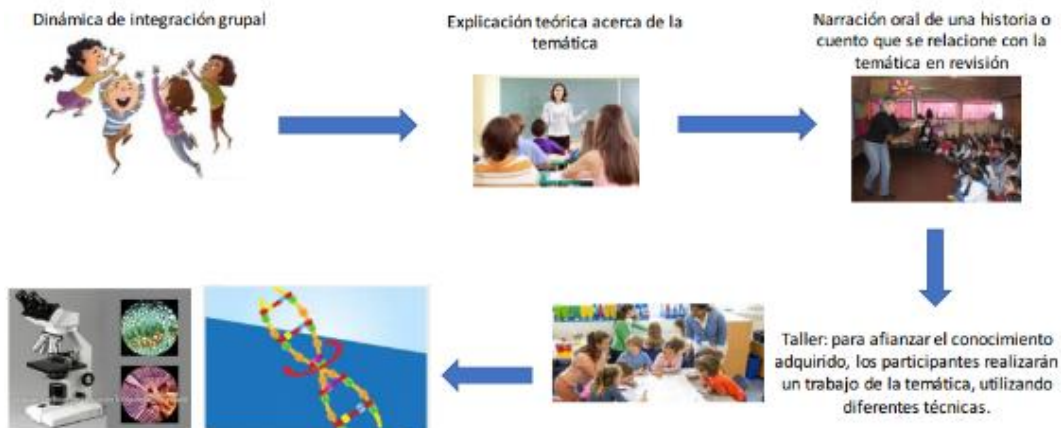 Dinámica de integración grupal
Explicación teórica acerca de la
temática
Narración oral de una historia o
cuento que se relacione con la
temática en revisión
Taller: para afianzar el conocimiento
adquirido, los participantes realizarán
un trabajo de la temática, utilizando
diferentes técnicas.